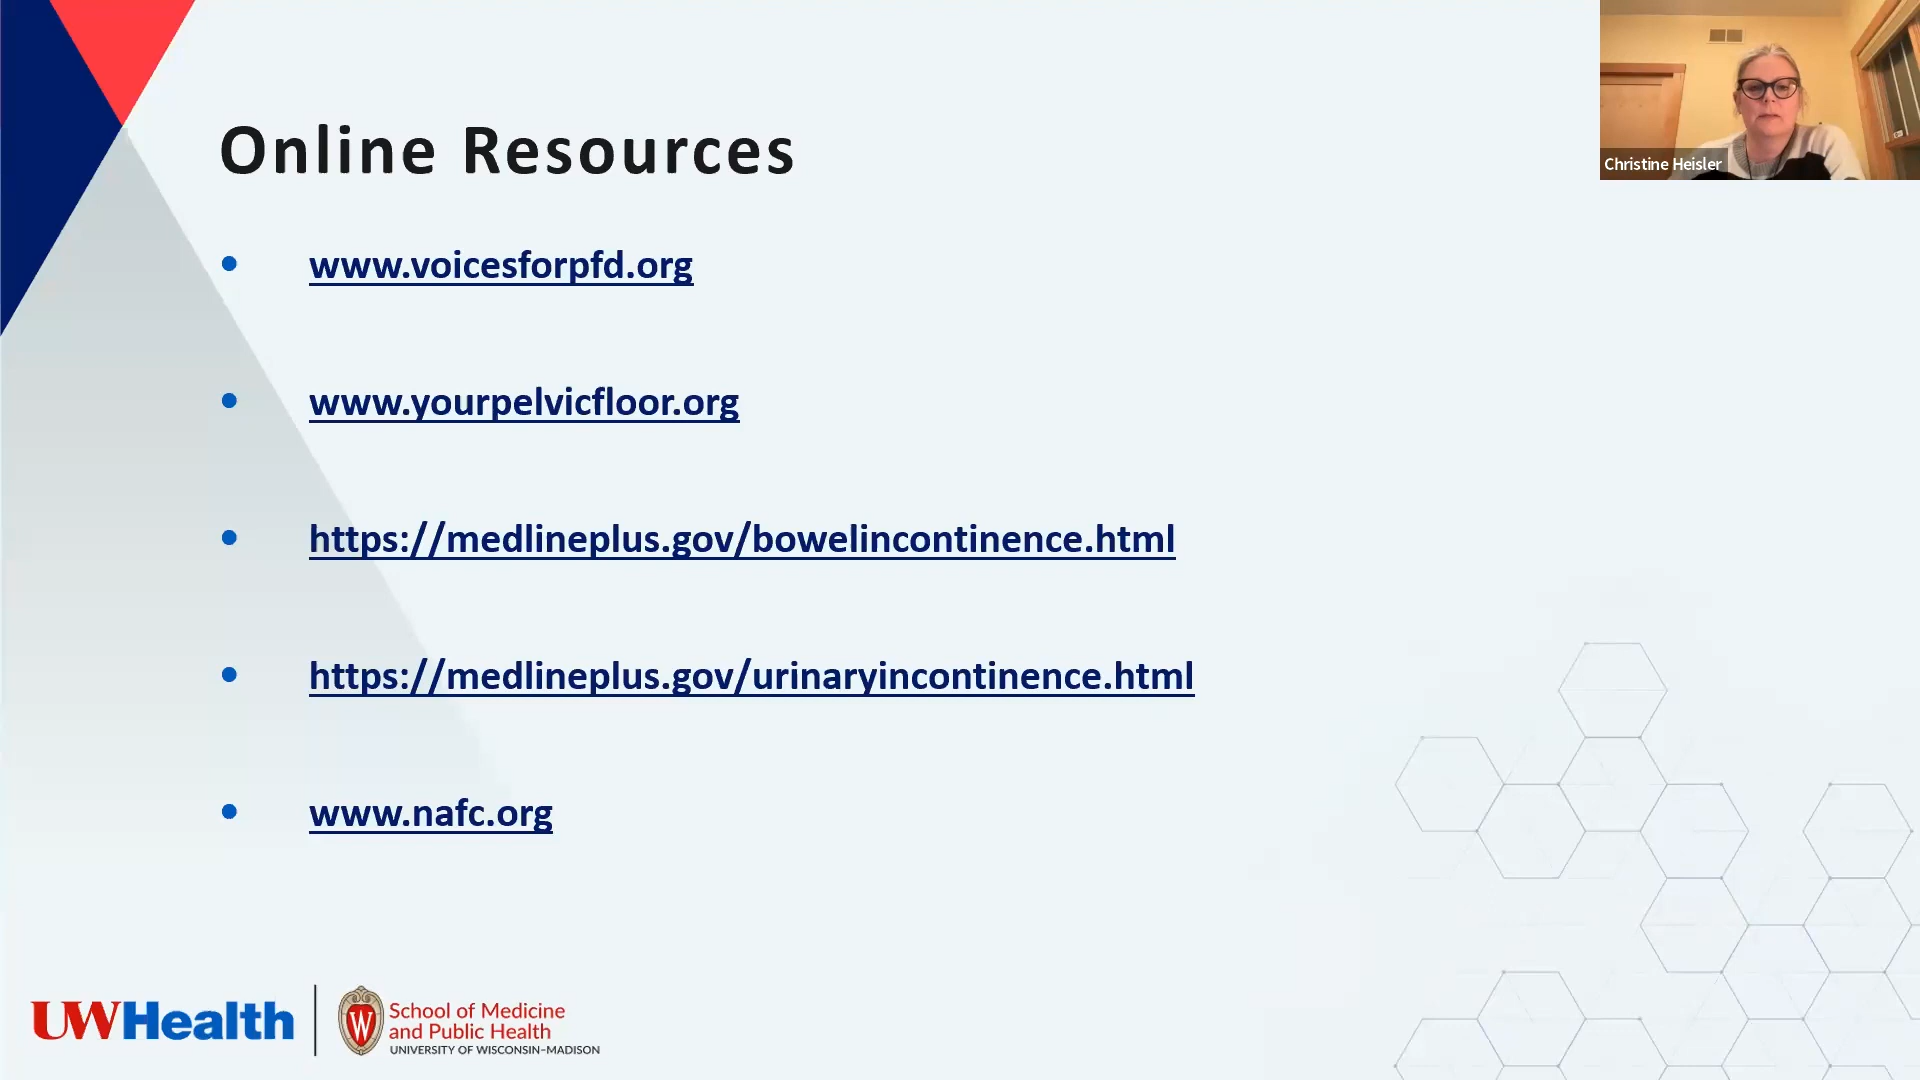 Online Resources
Christine Heisler
• www.voicesforpfd.org
• www.yourpelvicfloor.org
• https://medlineplus.gov/bowelincontinence.html
• https://medlineplus.gov/urinaryincontinence.html
• www.nafc.org
UWHealth
W
School of Medicine
and Public Health
UNIVERSITY OF WISCONSIN–MADISON